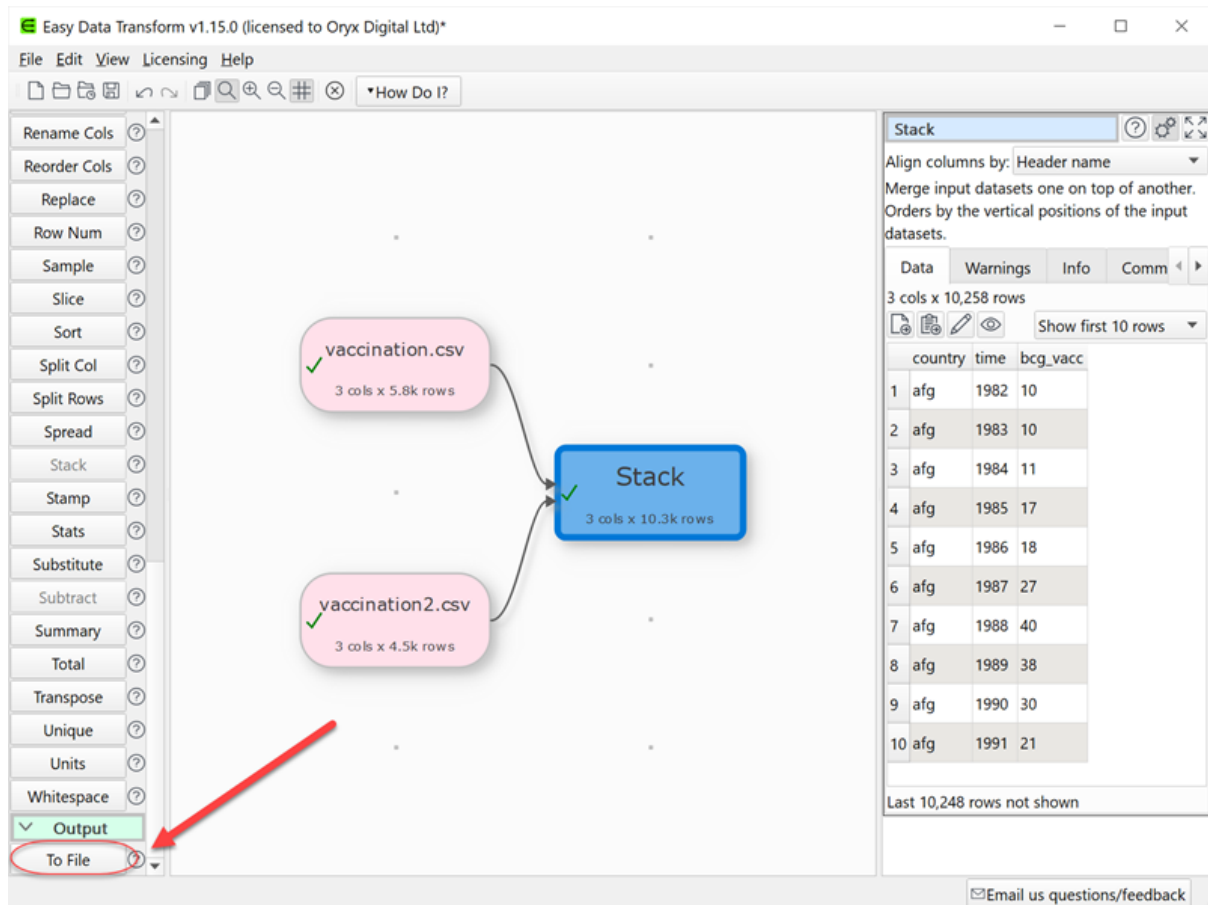 Easy Data Transform v1.15.0 (licensed to Oryx Digital Ltd)*
File Edit View Licensing Help
How Do I?
Rename Cols
Reorder Cols
Replace
Row Num
Sample
Slice
Sort
Split Col
Split Rows
Spread
Stack
Stamp
Stats
Substitute
Subtract
Summary
Total
Transpose
Unique
Units
Whitespace
Output
To File
vaccination.csv
3 cols x 5.8k rows
Stack
3 cols x 10.3k rows
vaccination2.csv
3 cols x 4.5k rows
Stack
Align columns by: Header name
Merge input datasets one on top of another.
Orders by the vertical positions of the input
datasets.
Data Warnings Info Comm
3 cols x 10,258 rows
Show first 10 rows
country time bcg_vacc
1 afg 1982 10
2 afg 1983 10
3 afg 1984 11
4 afg 1985 17
5 afg 1986 18
6 afg 1987 27
7 afg 1988 40
8 afg 1989 38
9 afg 1990 30
10 afg 1991 21
Last 10,248 rows not shown
Email us questions/feedback